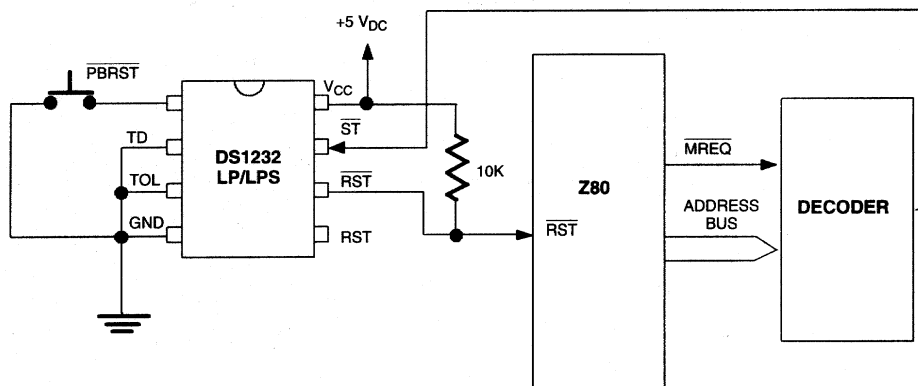 +5 VDC
PBRST
VCC
TD
ST
DS1232
LP/LPS
TOL
RST
10K
GND
RST
Z80
RST
MREQ
ADDRESS
BUS
DECODER